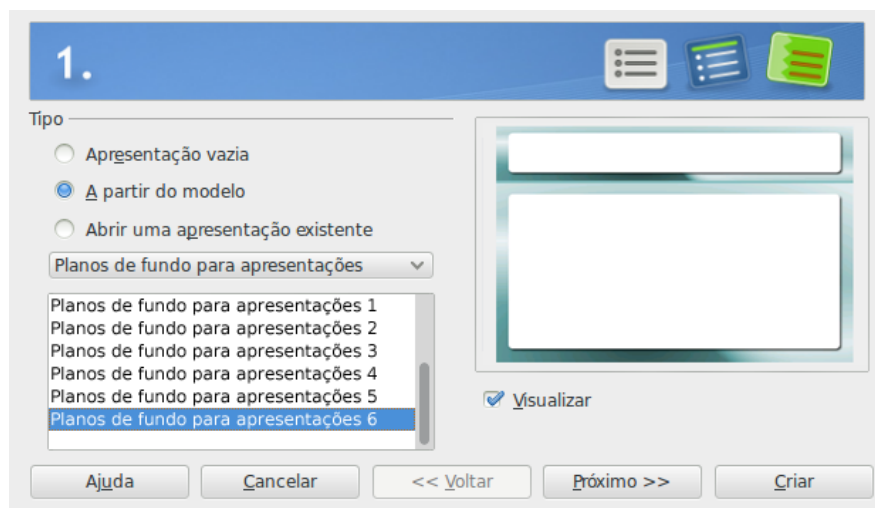 1.
Tipo
Apresentação vazia
A partir do modelo
Abrir uma apresentação existente
Planos de fundo para apresentações
Planos de fundo para apresentações 1
Planos de fundo para apresentações 2
Planos de fundo para apresentações 3
Planos de fundo para apresentações 4
Planos de fundo para apresentações 5
Planos de fundo para apresentações 6
Visualizar
Ajuda Cancelar << Voltar Próximo >> Criar